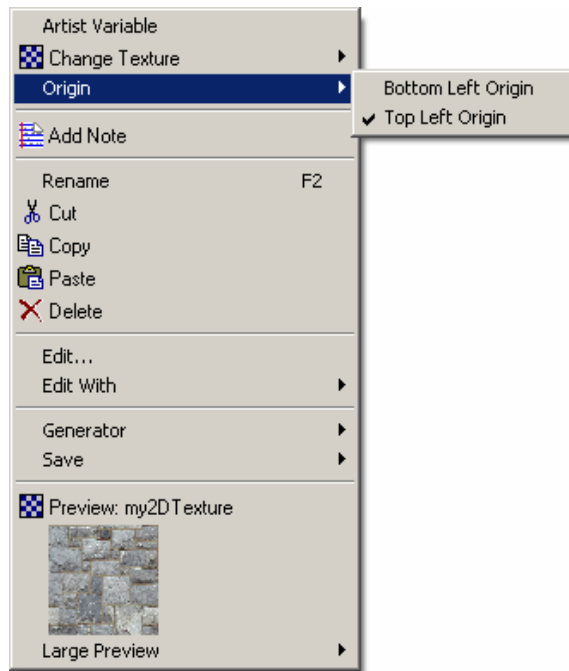 Artist Variable
Change Texture
Origin
Bottom Left Origin
Top Left Origin
Add Note
Rename F2
Cut
Copy
Paste
Delete
Edit...
Edit With
Generator
Save
Preview: my2DTexture
Large Preview